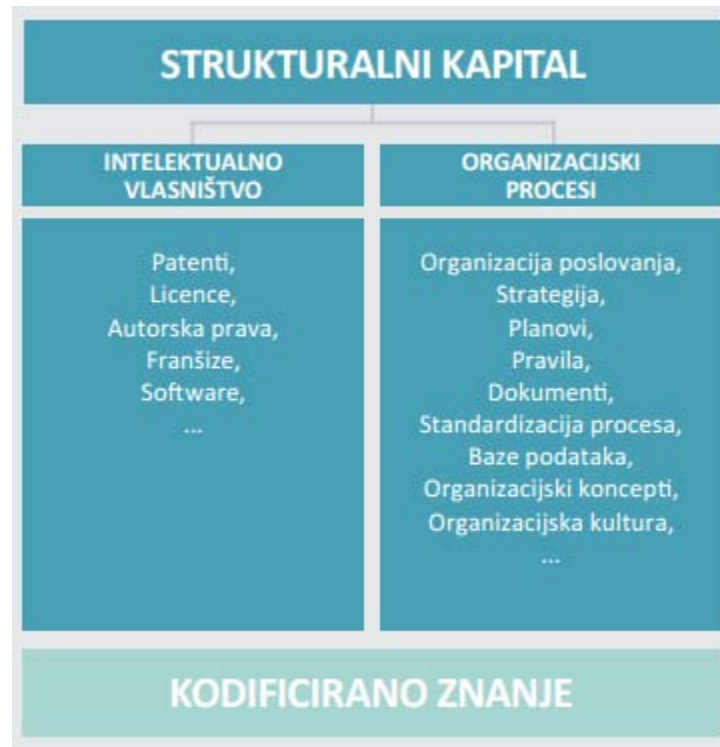 STRUKTURALNI KAPITAL
INTELEKTUALNO
VLASNIŠTVO
Patenti,
Licence,
Autorska prava,
Franšize,
Software,
...
ORGANIZACIJSKI
PROCESI
Organizacija poslovanja,
Strategija,
Planovi,
Pravila,
Dokumenti,
Standardizacija procesa,
Baze podataka,
Organizacijski koncepti,
Organizacijska kultura,
...
KODIFICIRANO ZNANJE